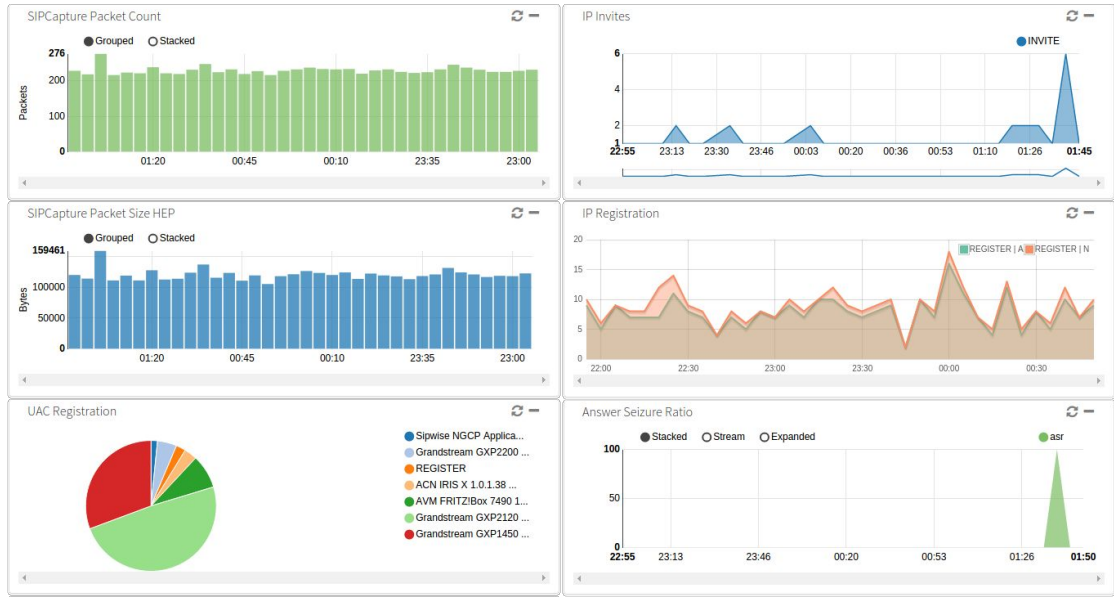 SIPCapture Packet Count
Grouped Stacked
276
200
100
0
Packets
01:20 00:45 00:10 23:35 23:00
IP Invites
INVITE
6
4
2
1
22:55 23:13 23:30 23:46 00:03 00:20 00:36 00:53 01:10 01:26 01:45
SIPCapture Packet Size HEP
Grouped Stacked
159461
100000
50000
0
Bytes
01:20 00:45 00:10 23:35 23:00
IP Registration
REGISTER | A REGISTER | N
20
15
10
5
0
22:00 22:30 23:00 23:30 00:00 00:30
UAC Registration
Sipwise NGCP Applica...
Grandstream GXP2200 ...
REGISTER
ACN IRIS X 1.0.1.38 ...
AVM FRITZ!Box 7490 1...
Grandstream GXP2120 ...
Grandstream GXP1450 ...
Answer Seizure Ratio
Stacked Stream Expanded
asr
100
50
0
22:55 23:13 23:46 00:20 00:53 01:26 01:50